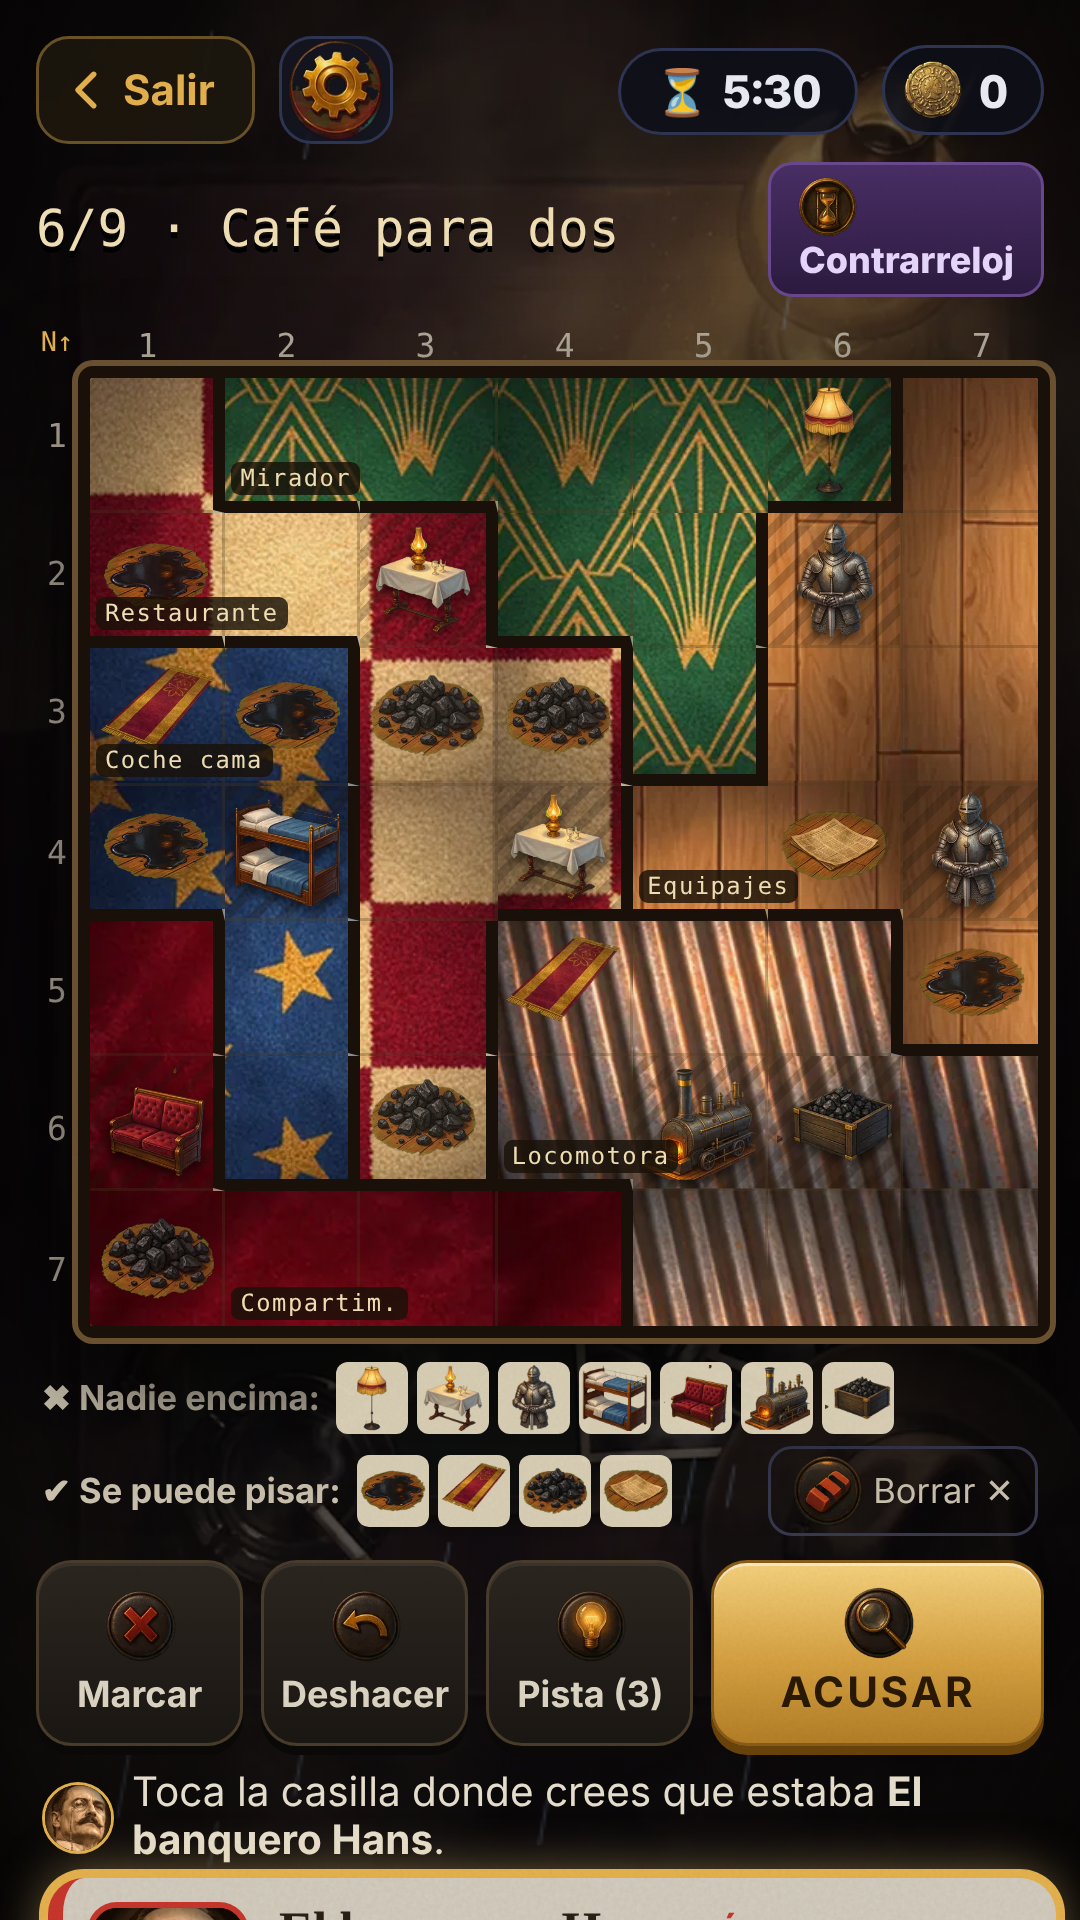 Salir
5:30
0
6/9 · Café para dos
Contrarreloj
N↑ 1 2 3 4 5 6 7
1
Mirador
2
Restaurante
3
Coche cama
4
Equipajes
5
6
Locomotora
7
Compartim.
✖ Nadie encima:
✔ Se puede pisar:
Borrar ✕
Marcar
Deshacer
Pista (3)
ACUSAR
Toca la casilla donde crees que estaba El
banquero Hans.